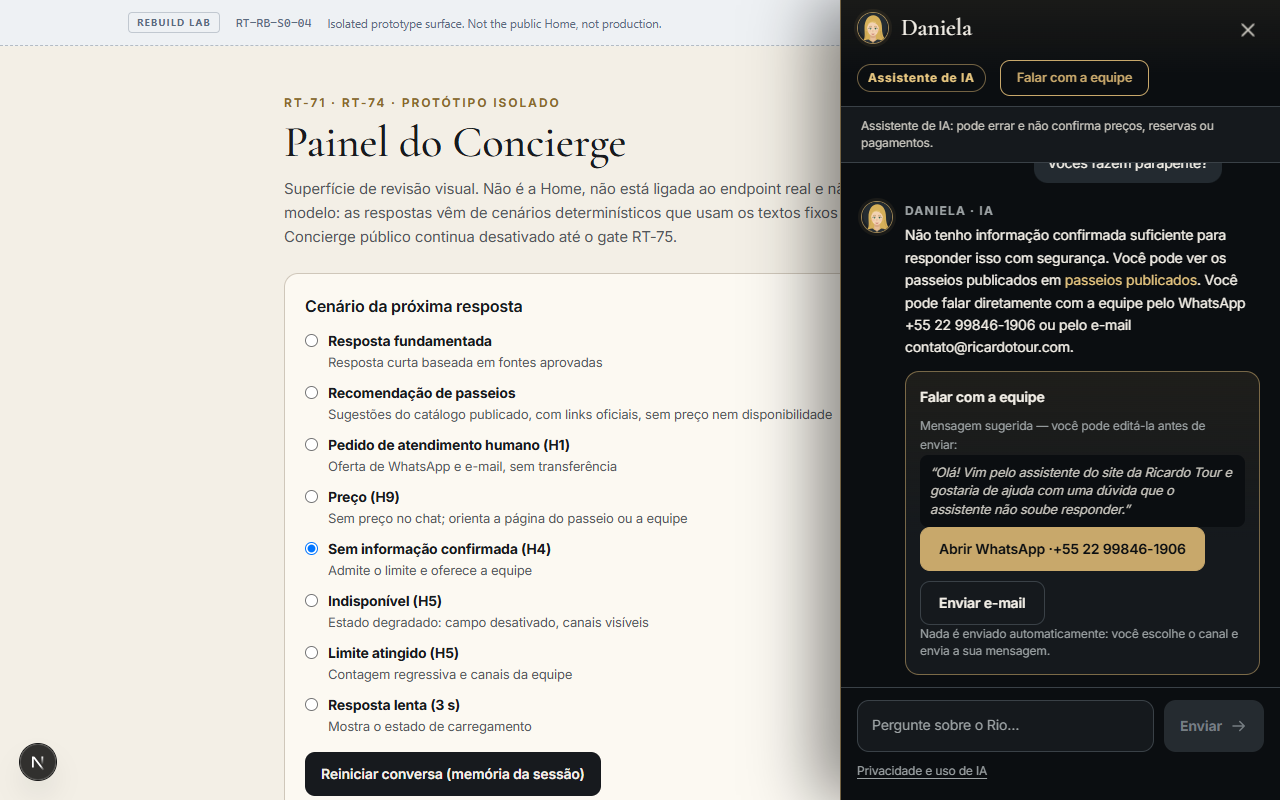 REBUILD LAB RT-RB-S0-04 Isolated prototype surface. Not the public Home, not production.
RT-71 · RT-74 · PROTÓTIPO ISOLADO
Painel do Concierge
Superfície de revisão visual. Não é a Home, não está ligada ao endpoint real e
modelo: as respostas vêm de cenários determinísticos que usam os textos fixos
Concierge público continua desativado até o gate RT-75.
Cenário da próxima resposta
Resposta fundamentada
Resposta curta baseada em fontes aprovadas
Recomendação de passeios
Sugestões do catálogo publicado, com links oficiais, sem preço nem disponibilidade
Pedido de atendimento humano (H1)
Oferta de WhatsApp e e-mail, sem transferência
Preço (H9)
Sem preço no chat; orienta a página do passeio ou a equipe
Sem informação confirmada (H4)
Admite o limite e oferece a equipe
Indisponível (H5)
Estado degradado: campo desativado, canais visíveis
Limite atingido (H5)
Contagem regressiva e canais da equipe
Resposta lenta (3 s)
Mostra o estado de carregamento
Reiniciar conversa (memória da sessão)
N
Daniela
Assistente de IA
Falar com a equipe
Assistente de IA: pode errar e não confirma preços, reservas ou
pagamentos.
Vocês fazem parapente?
DANIELA · IA
Não tenho informação confirmada suficiente para
responder isso com segurança. Você pode ver os
passeios publicados em passeios publicados. Você
pode falar diretamente com a equipe pelo WhatsApp
+55 22 99846-1906 ou pelo e-mail
contato@ricardotour.com.
Falar com a equipe
Mensagem sugerida — você pode editá-la antes de
enviar:
“Olá! Vim pelo assistente do site da Ricardo Tour e
gostaria de ajuda com uma dúvida que o
assistente não soube responder.”
Abrir WhatsApp ·+55 22 99846-1906
Enviar e-mail
Nada é enviado automaticamente: você escolhe o canal e
envia a sua mensagem.
Pergunte sobre o Rio...
Enviar →
Privacidade e uso de IA